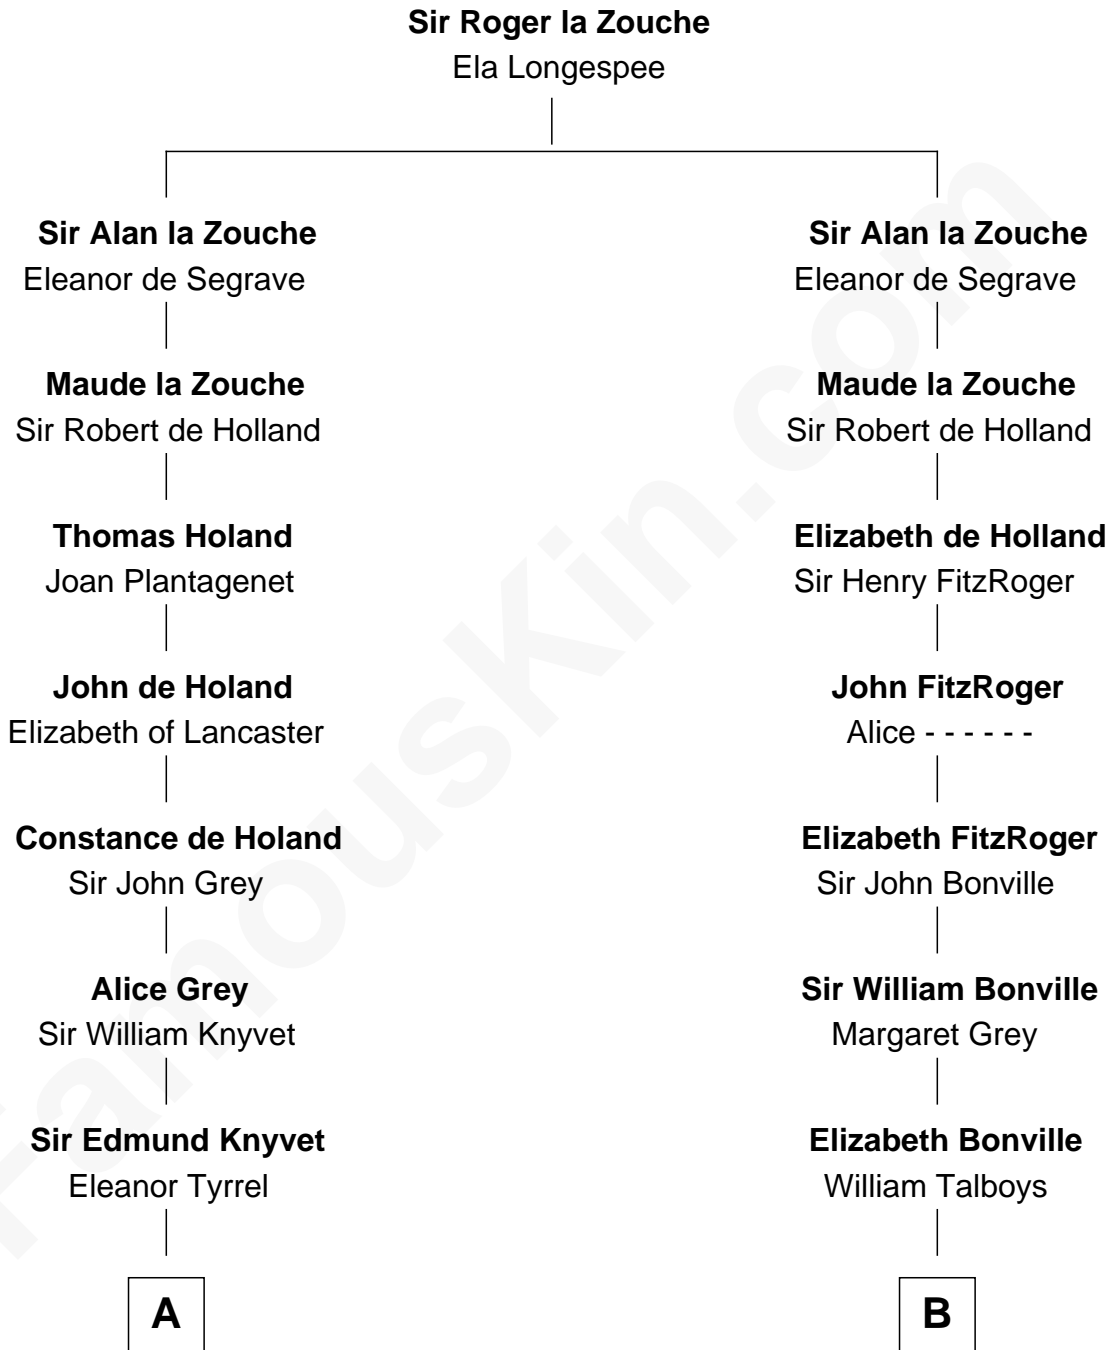 Sir Roger la Zouche
Ela Longespee
Sir Alan la Zouche
Eleanor de Segrave
Sir Alan la Zouche
Eleanor de Segrave
Maude la Zouche
Sir Robert de Holland
Maude la Zouche
Sir Robert de Holland
Thomas Holand
Joan Plantagenet
Elizabeth de Holland
Sir Henry FitzRoger
John de Holand
Elizabeth of Lancaster
John FitzRoger
Alice - - - - - -
Constance de Holand
Sir John Grey
Elizabeth FitzRoger
Sir John Bonville
Alice Grey
Sir William Knyvet
Sir William Bonville
Margaret Grey
Sir Edmund Knyvet
Eleanor Tyrrel
Elizabeth Bonville
William Talboys
A
B
FamousKin.com